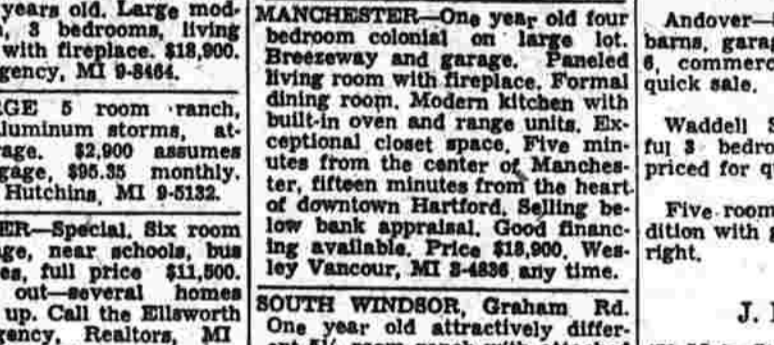 years old. Large mod-
, 3 bedrooms, living
with fireplace. $18,900.
gency, MI 9-8464.
GE 5 room ranch,
luminum storms, at-
rage. $2,900 assumes
gage, $95.35 monthly.
Hutchins, MI 9-5132.
ER—Special. Six room
ge, near schools, bus
es, full price $11,500.
out—several homes
up. Call the Ellsworth
gency, Realtors, MI
MANCHESTER—One year old four
bedroom colonial on large lot.
Breezeway and garage. Paneled
living room with fireplace. Formal
dining room. Modern kitchen with
built-in oven and range units. Ex-
ceptional closet space. Five min-
utes from the center of Manches-
ter, fifteen minutes from the heart
of downtown Hartford. Selling be-
low bank appraisal. Good financ-
ing available. Price $18,900. Wes-
ley Vancour, MI 3-4836 any time.
SOUTH WINDSOR, Graham Rd.
One year old attractively differ-
room ranch with
Andover—
barns, gara
6, commerc
quick sale.
Waddell S
ful 3 bedro
priced for q
Five room
dition with
right.
J.